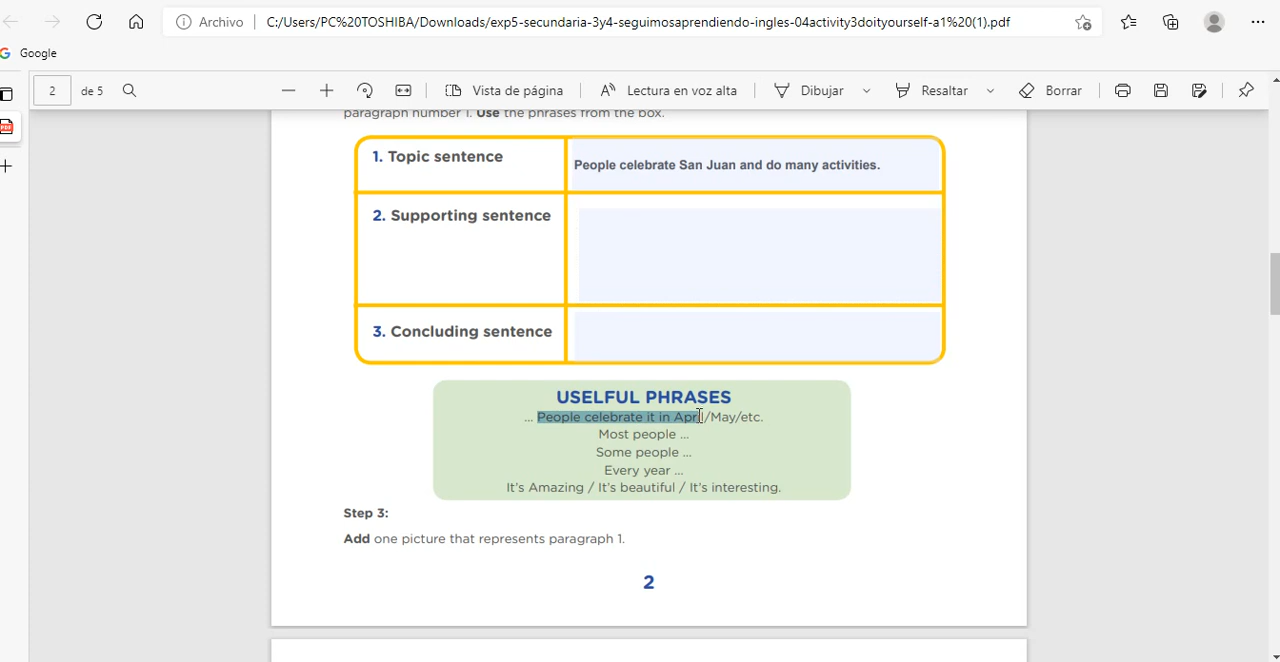 Archivo
C:/Users/PC%20TOSHIBA/Downloads/exp5-secundaria-3y4-seguimosaprendiendo-ingles-04activity3doityourself-a1%20(1).pdf
Google
2 de 5
Vista de página
Lectura en voz alta
Dibujar
Resaltar
Borrar
PDF
paragraph number 1. Use the phrases from the box.
1. Topic sentence
People celebrate San Juan and do many activities.
2. Supporting sentence
3. Concluding sentence
USELFUL PHRASES
... People celebrate it in April/May/etc.
Most people ...
Some people ...
Every year ...
It's Amazing / It's beautiful / It's interesting.
Step 3:
Add one picture that represents paragraph 1.
2